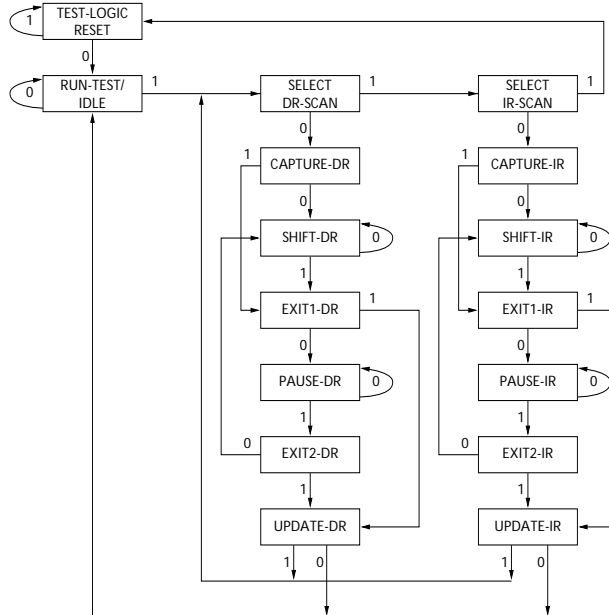 TEST-LOGIC
RESET
1
0
RUN-TEST/
IDLE
0
1
SELECT
DR-SCAN
1
SELECT
IR-SCAN
1
0
0
1
CAPTURE-DR
1
CAPTURE-IR
0
0
SHIFT-DR
0
SHIFT-IR
0
1
1
EXIT1-DR
1
EXIT1-IR
1
0
0
PAUSE-DR
0
PAUSE-IR
0
1
1
0
EXIT2-DR
0
EXIT2-IR
1
1
UPDATE-DR
UPDATE-IR
1
0
1
0